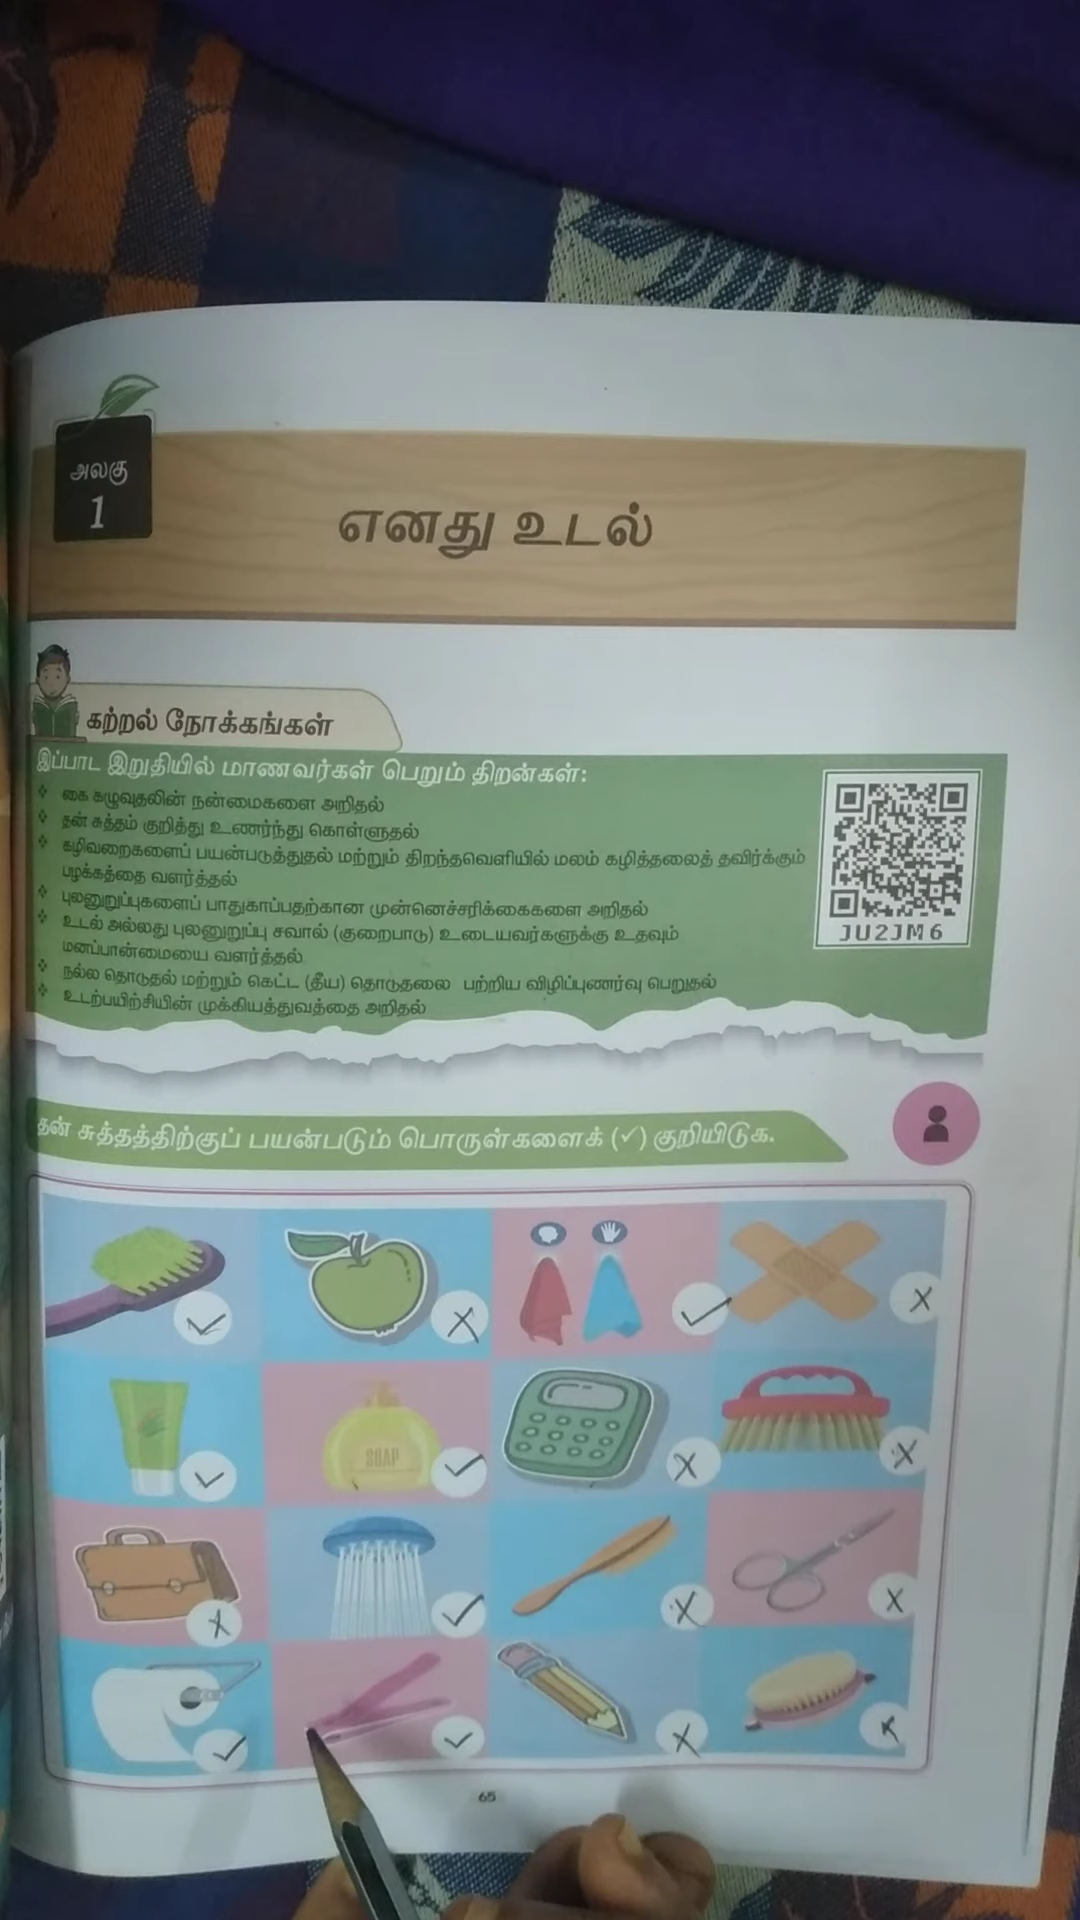 அலகு
1
எனது உடல்
கற்றல் நோக்கங்கள்
இப்பாட இறுதியில் மாணவர்கள் பெறும் திறன்கள்:
❖ கை கழுவுதலின் நன்மைகளை அறிதல்
❖ தன் சுத்தம் குறித்து உணர்ந்து கொள்ளுதல்
❖ கழிவறைகளைப் பயன்படுத்துதல் மற்றும் திறந்தவெளியில் மலம் கழித்தலைத் தவிர்க்கும்
பழக்கத்தை வளர்த்தல்
❖ புலனுறுப்புகளைப் பாதுகாப்பதற்கான முன்னெச்சரிக்கைகளை அறிதல்
❖ உடல் அல்லது புலனுறுப்பு சவால் (குறைபாடு) உடையவர்களுக்கு உதவும்
மனப்பான்மையை வளர்த்தல்
❖ நல்ல தொடுதல் மற்றும் கெட்ட (தீய) தொடுதலை பற்றிய விழிப்புணர்வு பெறுதல்
❖ உடற்பயிற்சியின் முக்கியத்துவத்தை அறிதல்
JU2JM6
தன் சுத்தத்திற்குப் பயன்படும் பொருள்களைக் (✓) குறியிடுக.
SOAP
65